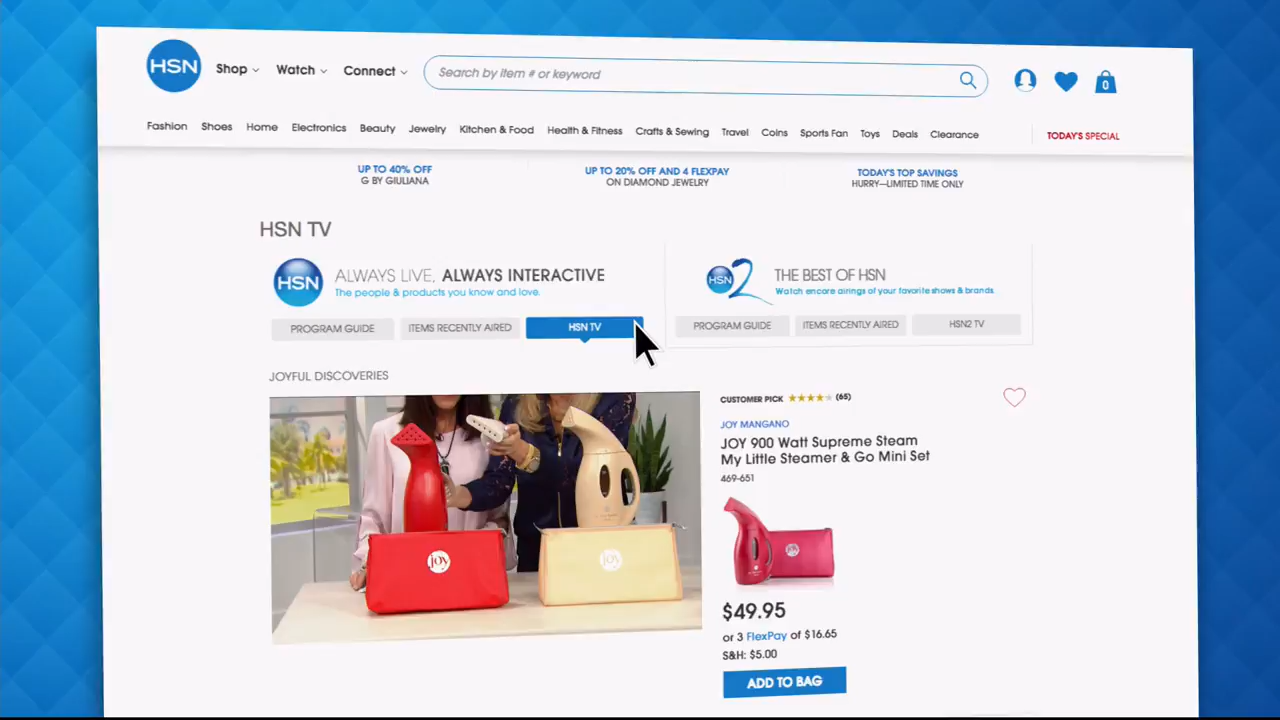 HSN
Shop
Watch
Connect
Search by item # or keyword
0
Fashion
Shoes
Home
Electronics
Beauty
Jewelry
Kitchen & Food
Health & Fitness
Crafts & Sewing
Travel
Coins
Sports Fan
Toys
Deals
Clearance
TODAY'S SPECIAL
UP TO 40% OFF
G BY GIULIANA
UP TO 20% OFF AND 4 FLEXPAY
ON DIAMOND JEWELRY
TODAY'S TOP SAVINGS
HURRY—LIMITED TIME ONLY
HSN TV
HSN
ALWAYS LIVE, ALWAYS INTERACTIVE
The people & products you know and love.
PROGRAM GUIDE
ITEMS RECENTLY AIRED
HSN TV
HSN2
THE BEST OF HSN
Watch encore airings of your favorite shows & brands.
PROGRAM GUIDE
ITEMS RECENTLY AIRED
HSN2 TV
JOYFUL DISCOVERIES
joy
joy
CUSTOMER PICK
(65)
JOY MANGANO
JOY 900 Watt Supreme Steam
My Little Steamer & Go Mini Set
469-651
$49.95
or 3 FlexPay of $16.65
S&H: $5.00
ADD TO BAG